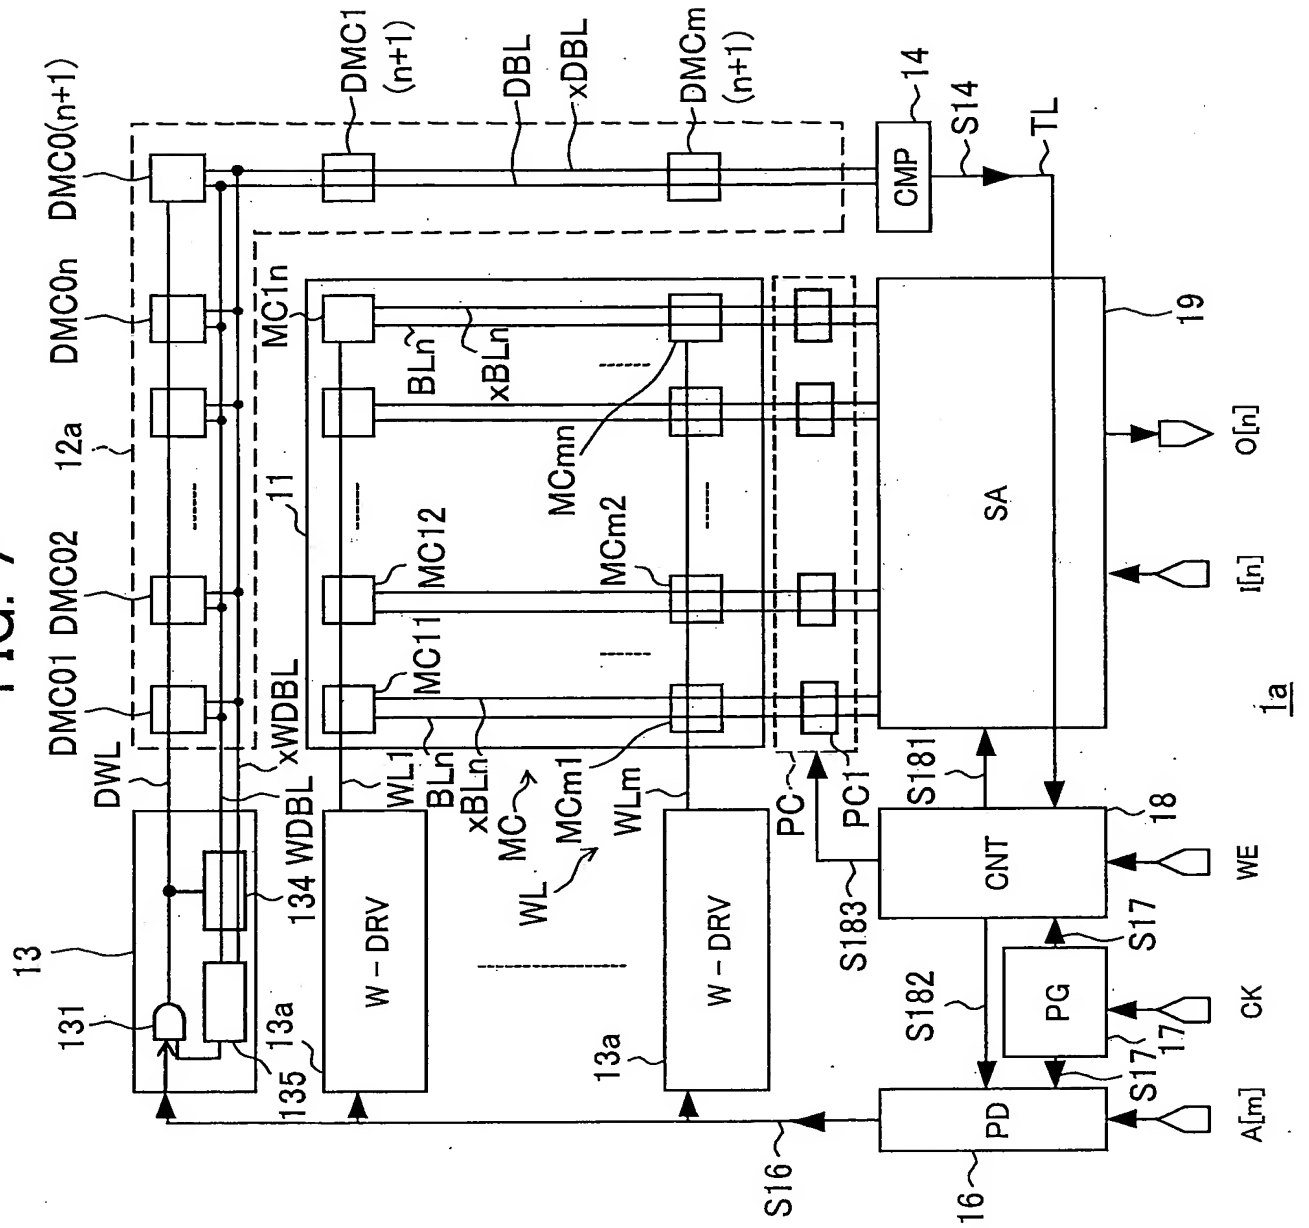 FIG. 7
DMC0(n+1)
DMC1
(n+1)
DBL
xDBL
DMCm
(n+1)
14
CMP
S14
TL
DMC0n
MC1n
BLn
xBLn
MCmn
19
12a
11
DMC02
MC12
MCm2
SA
O[n]
I[n]
DMC01
MC11
DWL
xWDBL
WDBL
WL1
BLn
xBLn
MC
MCm1
WL
WLm
PC
PC1
S181
18
1a
13
134
131
135
13a
W-DRV
13a
W-DRV
S183
CNT
WE
S182
S17
PG
17
CK
S17
S16
PD
16
A[m]